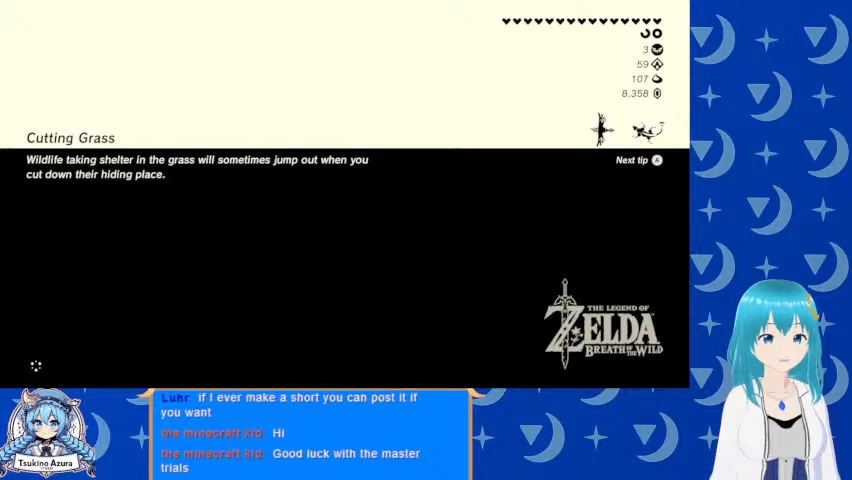 3
59
107
8,358
Cutting Grass
Wildlife taking shelter in the grass will sometimes jump out when you
cut down their hiding place.
Next tip A
THE LEGEND OF
ZELDA
BREATH OF THE WILD
Luhr: if I ever make a short you can post it if
you want
the minecraft kid: Hi
the minecraft kid: Good luck with the master
trials
Tsukino Azura